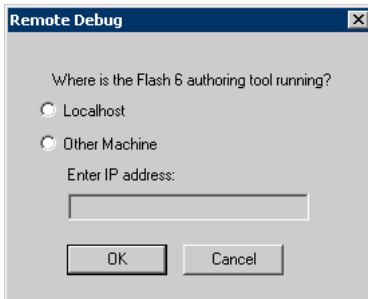 Remote Debug
Where is the Flash 6 authoring tool running?
Localhost
Other Machine
Enter IP address:
OK Cancel